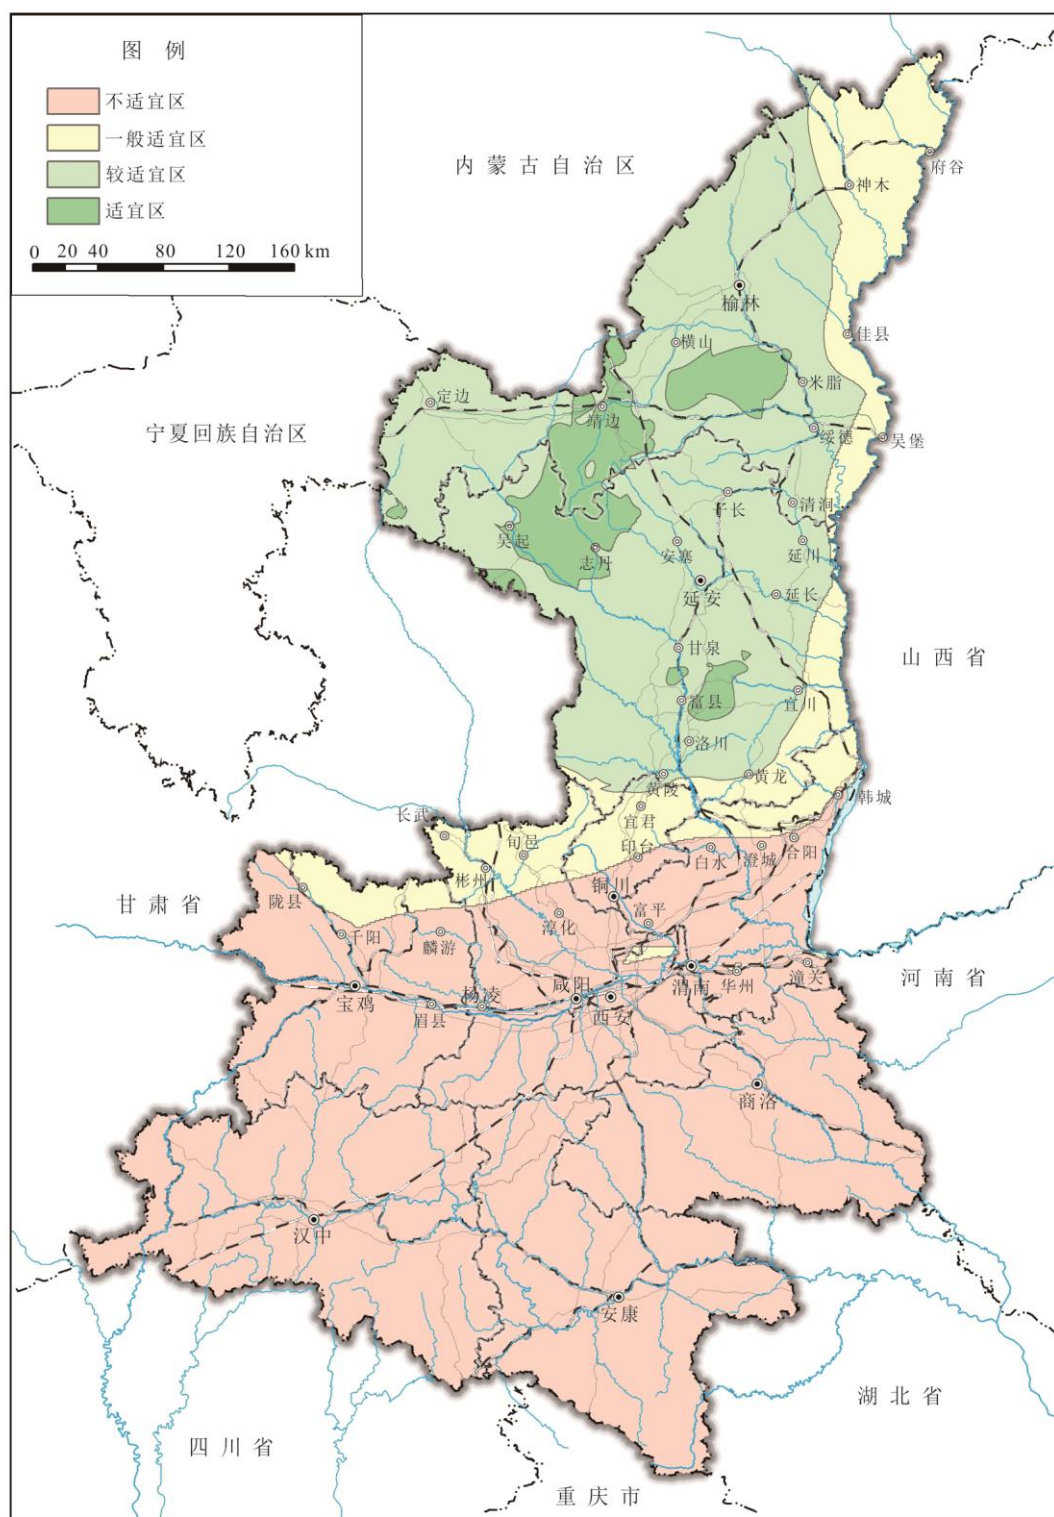 图 例
不适宜区
一般适宜区
较适宜区
适宜区
0 20 40 80 120 160 km
内蒙古自治区
府谷
神木
榆林
佳县
横山
米脂
定边
靖边
宁夏回族自治区
绥德
吴堡
子长
清涧
吴起
志丹
安塞
延川
延安
延长
甘泉
山西省
富县
宜川
洛川
黄陵
黄龙
韩城
宜君
长武
旬邑
印台
白水
澄城
合阳
彬州
铜川
陇县
甘肃省
淳化
富平
千阳
麟游
河南省
宝鸡
眉县
杨凌
咸阳
西安
渭南
华州
潼关
商洛
汉中
安康
湖北省
四川省
重庆市